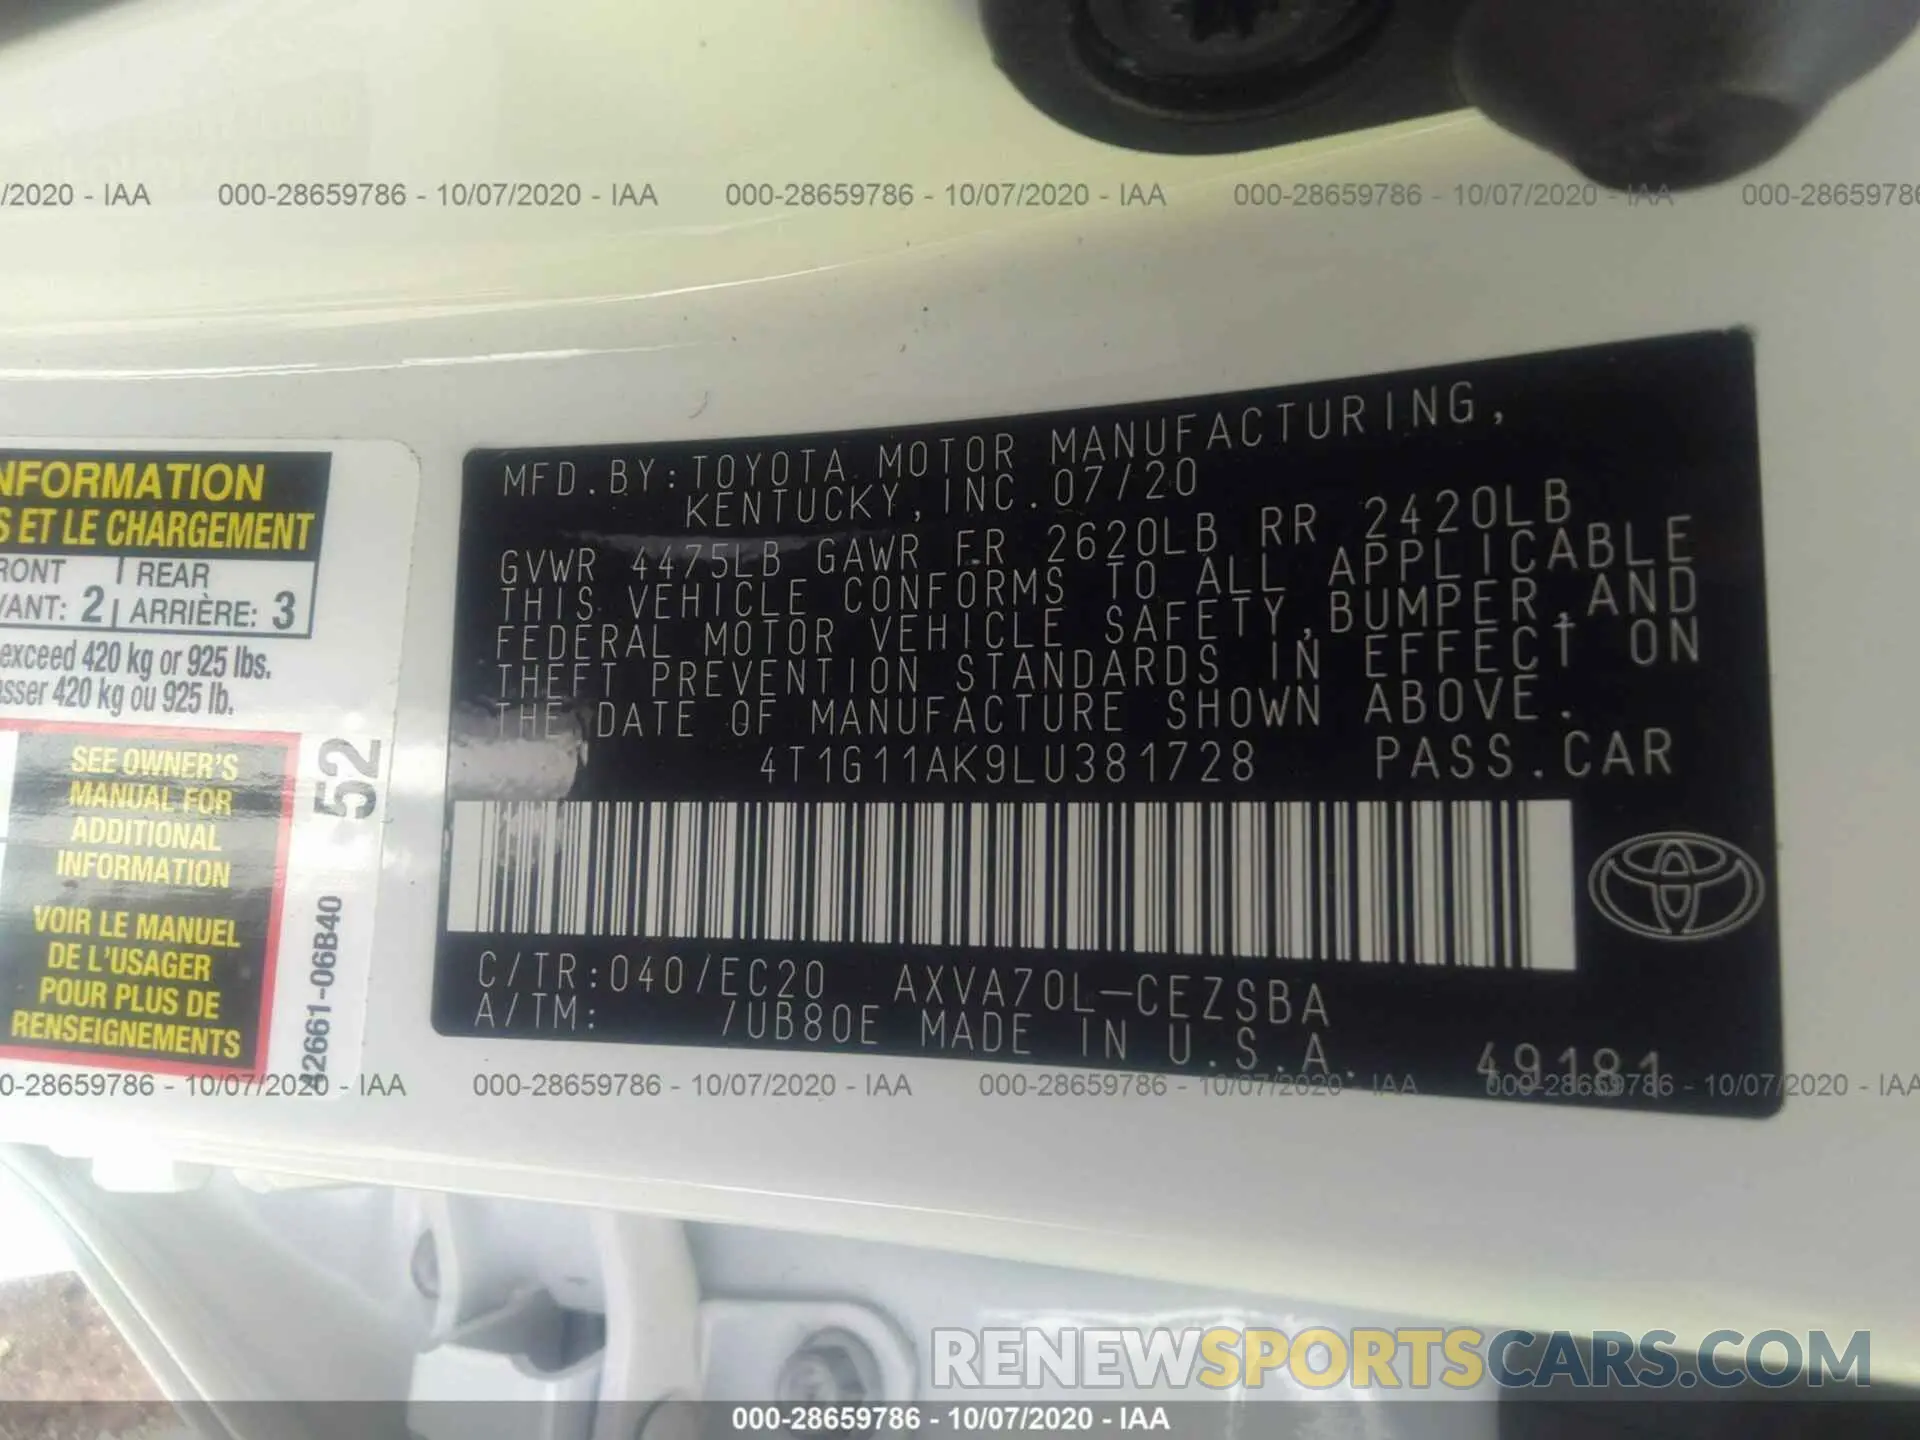 /2020 - IAA 000-28659786 - 10/07/2020 - IAA 000-28659786 - 10/07/2020 - IAA 000-28659786 - 10/07/2020 - IAA 000-28659786
NFORMATION
S ET LE CHARGEMENT
RONT REAR
VANT: 2 ARRIÈRE: 3
exceed 420 kg or 925 lbs.
sser 420 kg ou 925 lb.
SEE OWNER'S
MANUAL FOR
ADDITIONAL
INFORMATION
VOIR LE MANUEL
DE L'USAGER
POUR PLUS DE
RENSEIGNEMENTS
52
42661-06B40
MFD. BY: TOYOTA MOTOR MANUFACTURING,
KENTUCKY, INC. 07/20
GVWR 4475LB GAWR FR 2620LB RR 2420LB
THIS VEHICLE CONFORMS TO ALL APPLICABLE
FEDERAL MOTOR VEHICLE SAFETY, BUMPER, AND
THEFT PREVENTION STANDARDS IN EFFECT ON
THE DATE OF MANUFACTURE SHOWN ABOVE.
4T1G11AK9LU381728 PASS. CAR
C/TR: 040/EC20 AXVA70L-CEZSBA
A/TM: /UB80E MADE IN U.S.A. 49181
0-28659786 - 10/07/2020 - IAA 000-28659786 - 10/07/2020 - IAA 000-28659786 - 10/07/2020 - IAA 000-28659786 - 10/07/2020 - IAA
RENEWSPORTSCARS.COM
000-28659786 - 10/07/2020 - IAA